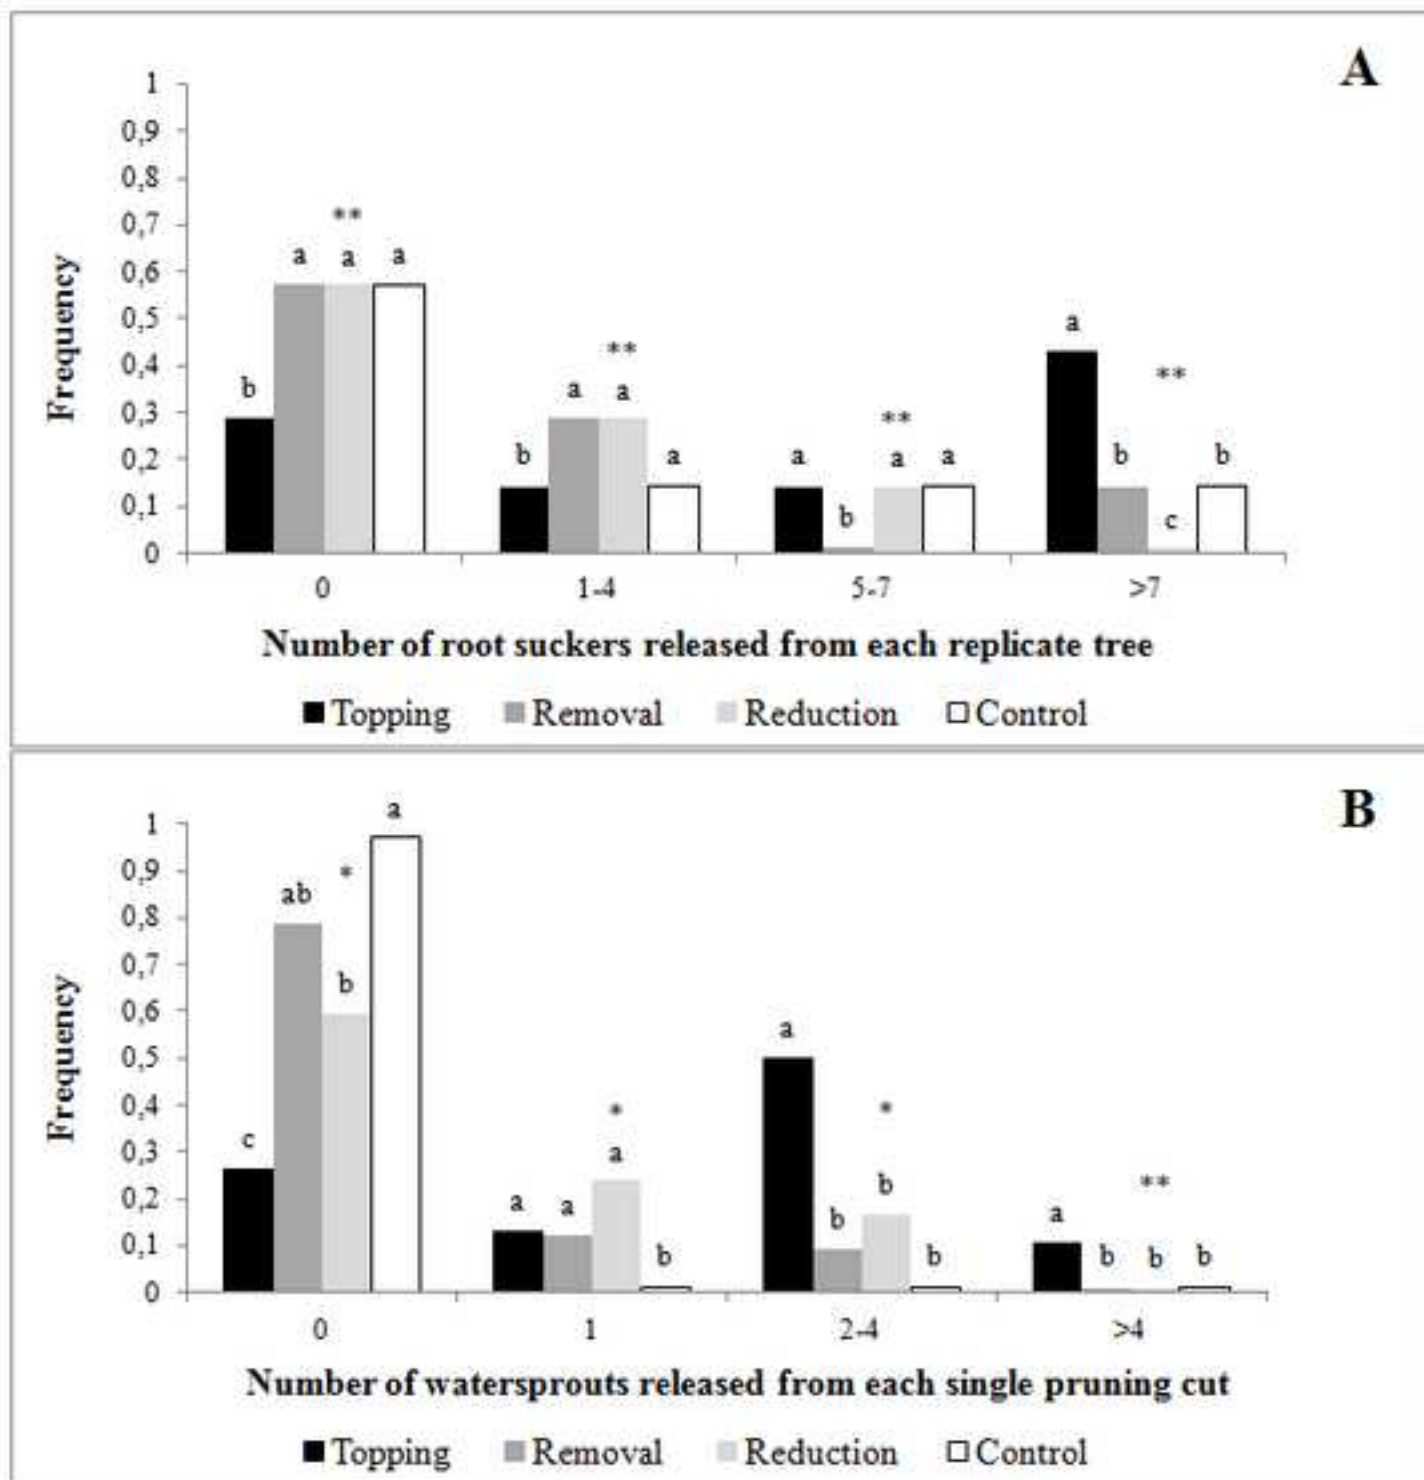 A
1
0,9
0,8
0,7
0,6
0,5
0,4
0,3
0,2
0,1
0
Frequency
**
a a a
b
**
a a
b a
**
a a a
b
a
**
b b
c
0 1-4 5-7 >7
Number of root suckers released from each replicate tree
Topping Removal Reduction Control
B
1
0,9
0,8
0,7
0,6
0,5
0,4
0,3
0,2
0,1
0
Frequency
a
*
ab
b
c
*
a
a a
b
a
*
b
b
b
**
a
b b b
0 1 2-4 >4
Number of watersprouts released from each single pruning cut
Topping Removal Reduction Control